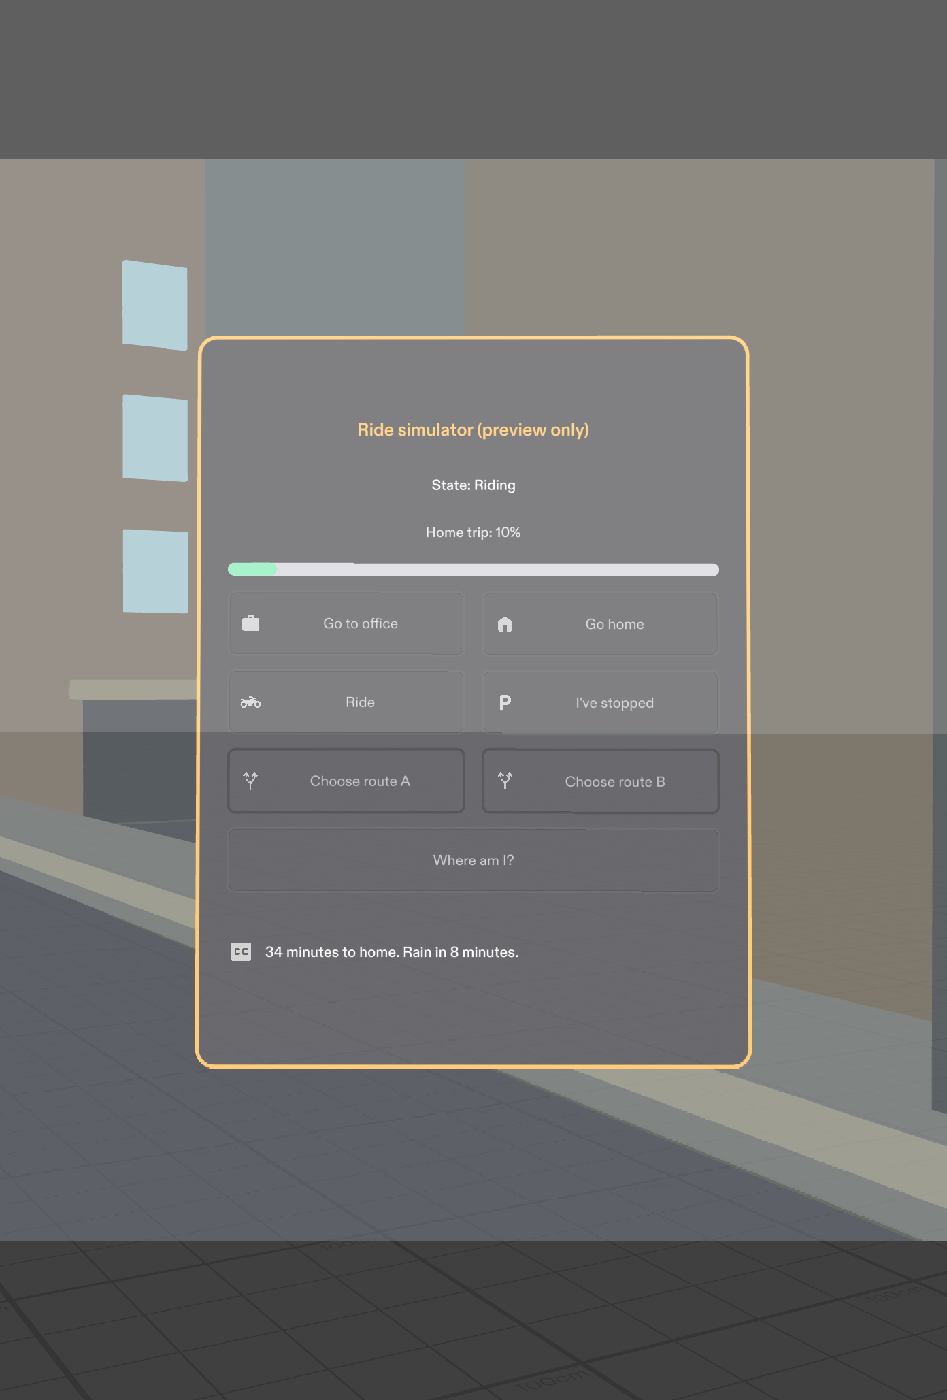 Ride simulator (preview only)
State: Riding
Home trip: 10%
Go to office
Go home
Ride
P
I've stopped
Choose route A
Choose route B
Where am I?
CC
34 minutes to home. Rain in 8 minutes.
100cm